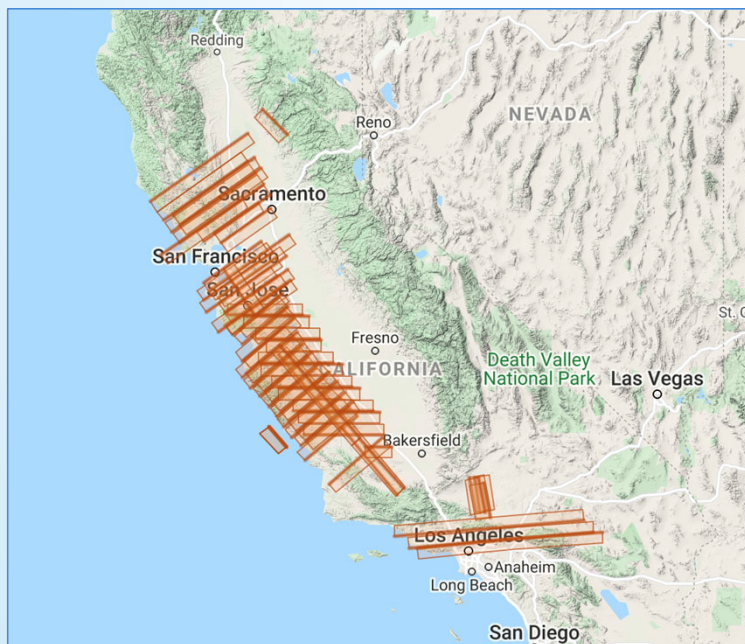 Redding
Reno
NEVADA
Sacramento
San Francisco
San Jose
St. G
Fresno
CALIFORNIA
Death Valley
National Park
Las Vegas
Bakersfield
Los Angeles
Anaheim
Long Beach
San Diego